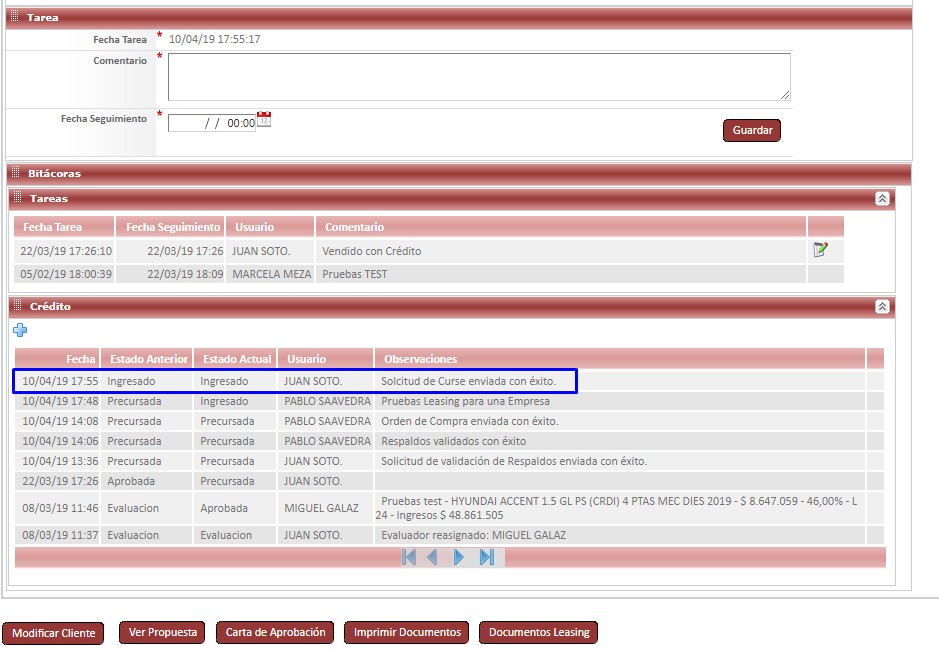 Tarea
Fecha Tarea * 10/04/19 17:55:17
Comentario *
Fecha Seguimiento * / / 00:00
Guardar
Bitácoras
Tareas
Fecha Tarea Fecha Seguimiento Usuario Comentario
22/03/19 17:26:10 22/03/19 17:26 JUAN SOTO. Vendido con Crédito
05/02/19 18:00:39 22/03/19 18:09 MARCELA MEZA Pruebas TEST
Crédito
Fecha Estado Anterior Estado Actual Usuario Observaciones
10/04/19 17:55 Ingresado Ingresado JUAN SOTO. Solcitud de Curse enviada con éxito.
10/04/19 17:48 Precursada Ingresado PABLO SAAVEDRA Pruebas Leasing para una Empresa
10/04/19 14:08 Precursada Precursada PABLO SAAVEDRA Orden de Compra enviada con éxito.
10/04/19 14:06 Precursada Precursada PABLO SAAVEDRA Respaldos validados con éxito
10/04/19 13:36 Precursada Precursada JUAN SOTO. Solicitud de validación de Respaldos enviada con éxito.
22/03/19 17:26 Aprobada Precursada JUAN SOTO.
08/03/19 11:46 Evaluacion Aprobada MIGUEL GALAZ Pruebas test - HYUNDAI ACCENT 1.5 GL PS (CRDI) 4 PTAS MEC DIES 2019 - $ 8.647.059 - 46,00% - L
24 - Ingresos $ 48.861.505
08/03/19 11:37 Evaluacion Evaluacion JUAN SOTO. Evaluador reasignado: MIGUEL GALAZ
Modificar Cliente Ver Propuesta Carta de Aprobación Imprimir Documentos Documentos Leasing